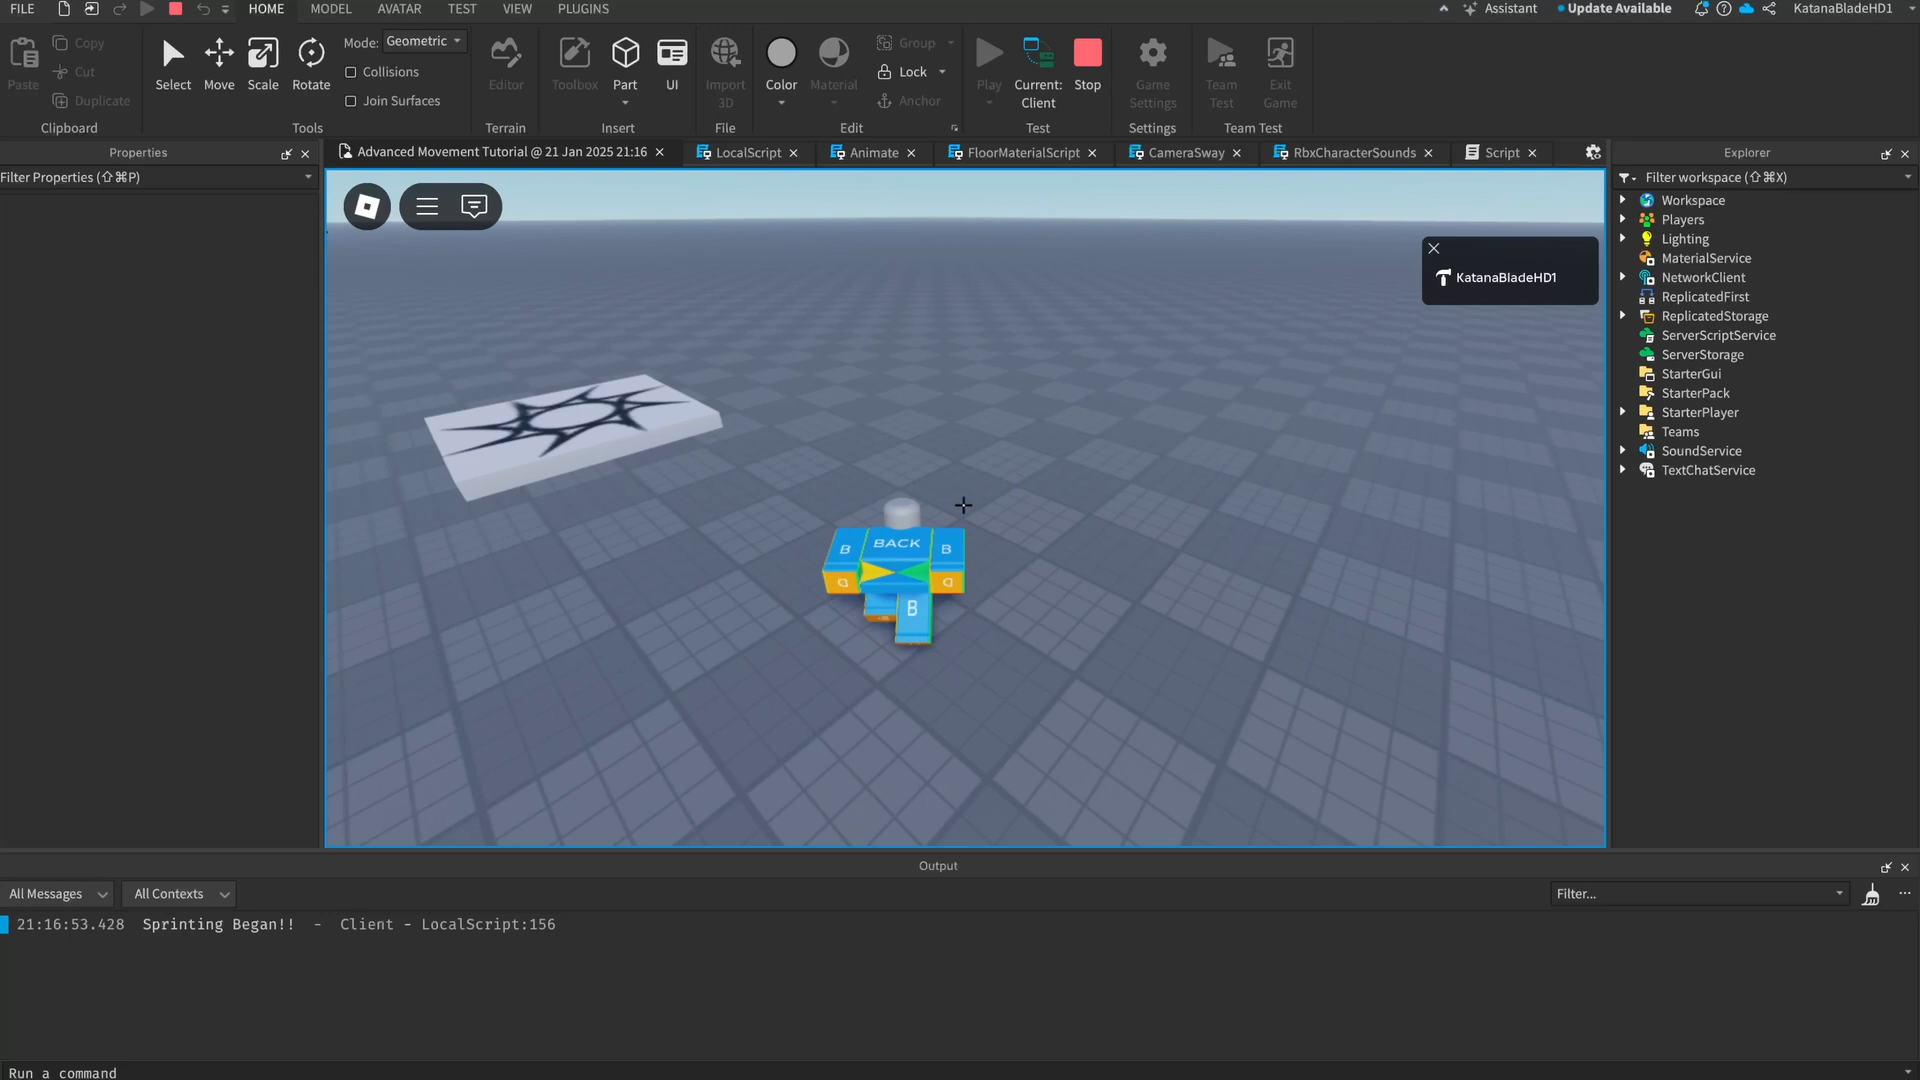 FILE HOME MODEL AVATAR TEST VIEW PLUGINS Assistant Update Available KatanaBladeHD1
Paste
Copy
Cut
Duplicate
Clipboard
Select Move Scale Rotate
Mode: Geometric
Collisions
Join Surfaces
Tools
Editor
Terrain
Toolbox Part UI
Insert
Import
3D
File
Color Material
Group
Lock
Anchor
Edit
Play
Current:
Client
Stop
Test
Game
Settings
Settings
Team
Test
Exit
Game
Team Test
Properties
Filter Properties (⇧⌘P)
Advanced Movement Tutorial @ 21 Jan 2025 21:16 LocalScript Animate FloorMaterialScript CameraSway RbxCharacterSounds Script
KatanaBladeHD1
B BACK B
D D
B
Explorer
Filter workspace (⇧⌘X)
Workspace
Players
Lighting
MaterialService
NetworkClient
ReplicatedFirst
ReplicatedStorage
ServerScriptService
ServerStorage
StarterGui
StarterPack
StarterPlayer
Teams
SoundService
TextChatService
Output
All Messages All Contexts Filter...
21:16:53.428 Sprinting Began!! - Client - LocalScript:156
Run a command